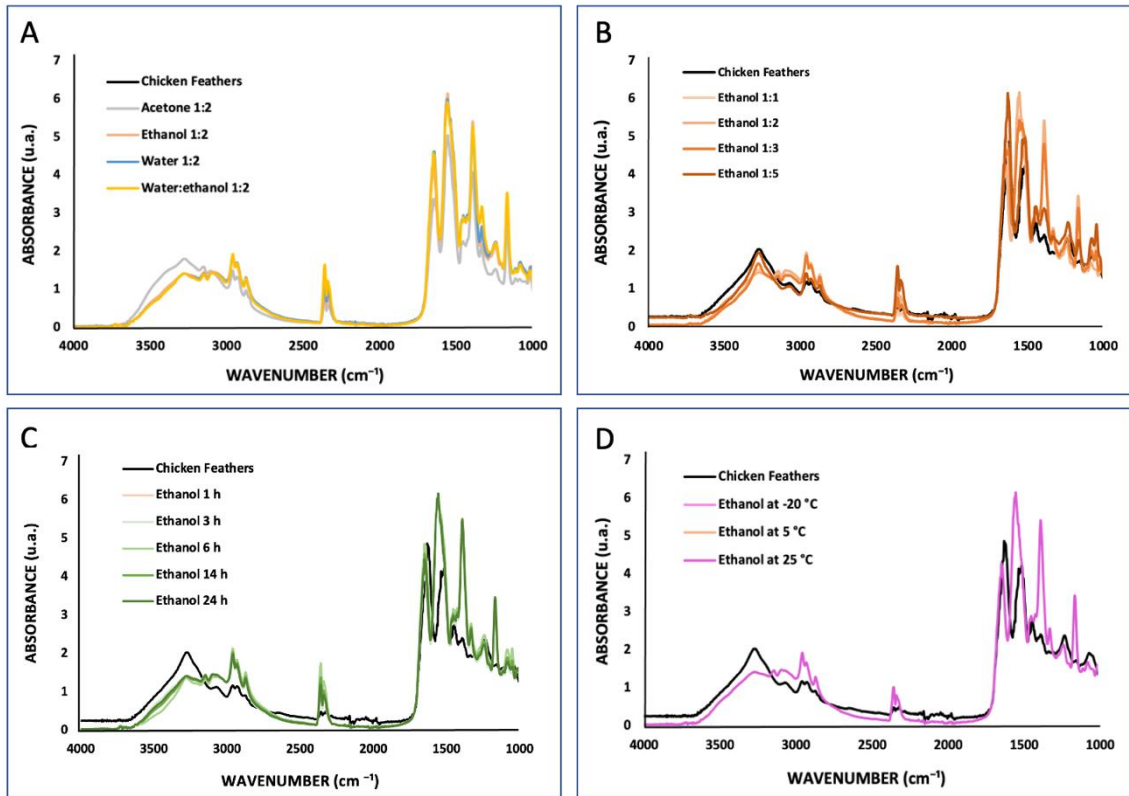 A
7
6
5
4
3
2
1
0
ABSORBANCE (u.a.)
Chicken Feathers
Acetone 1:2
Ethanol 1:2
Water 1:2
Water:ethanol 1:2
4000 3500 3000 2500 2000 1500 1000
WAVENUMBER (cm⁻¹)
B
7
6
5
4
3
2
1
0
ABSORBANCE (u.a.)
Chicken Feathers
Ethanol 1:1
Ethanol 1:2
Ethanol 1:3
Ethanol 1:5
4000 3500 3000 2500 2000 1500 1000
WAVENUMBER (cm⁻¹)
C
7
6
5
4
3
2
1
0
ABSORBANCE (u.a.)
Chicken Feathers
Ethanol 1 h
Ethanol 3 h
Ethanol 6 h
Ethanol 14 h
Ethanol 24 h
4000 3500 3000 2500 2000 1500 1000
WAVENUMBER (cm⁻¹)
D
7
6
5
4
3
2
1
0
ABSORBANCE (u.a.)
Chicken Feathers
Ethanol at -20 °C
Ethanol at 5 °C
Ethanol at 25 °C
4000 3500 3000 2500 2000 1500 1000
WAVENUMBER (cm⁻¹)